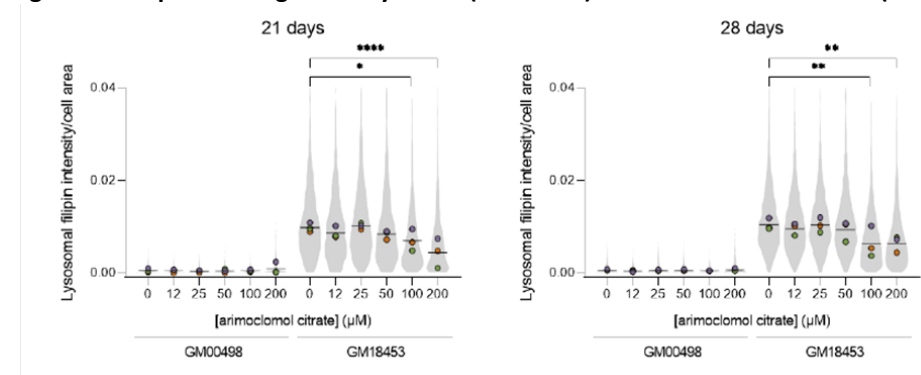 21 days
****
*
Lysosomal filipin intensity/cell area
0.04
0.02
0.00
0 12 25 50 100 200 0 12 25 50 100 200
[arimoclomol citrate] (µM)
GM00498 GM18453
28 days
**
**
Lysosomal filipin intensity/cell area
0.04
0.02
0.00
0 12 25 50 100 200 0 12 25 50 100 200
[arimoclomol citrate] (µM)
GM00498 GM18453